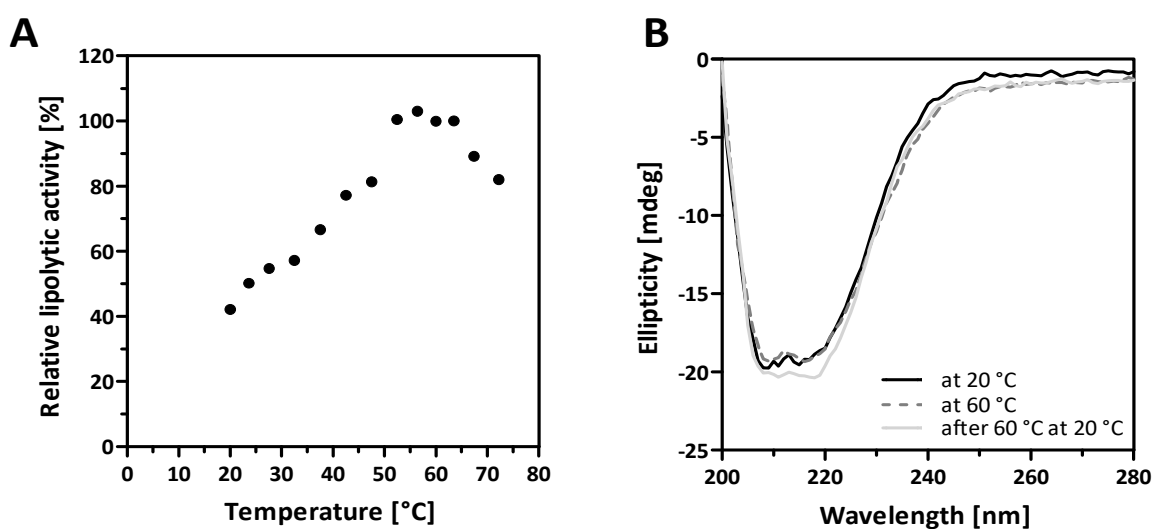 A
Relative lipolytic activity [%]
120
100
80
60
40
20
0
0 10 20 30 40 50 60 70 80
Temperature [°C]
B
Ellipticity [mdeg]
0
-5
-10
-15
-20
-25
at 20 °C
at 60 °C
after 60 °C at 20 °C
200 220 240 260 280
Wavelength [nm]